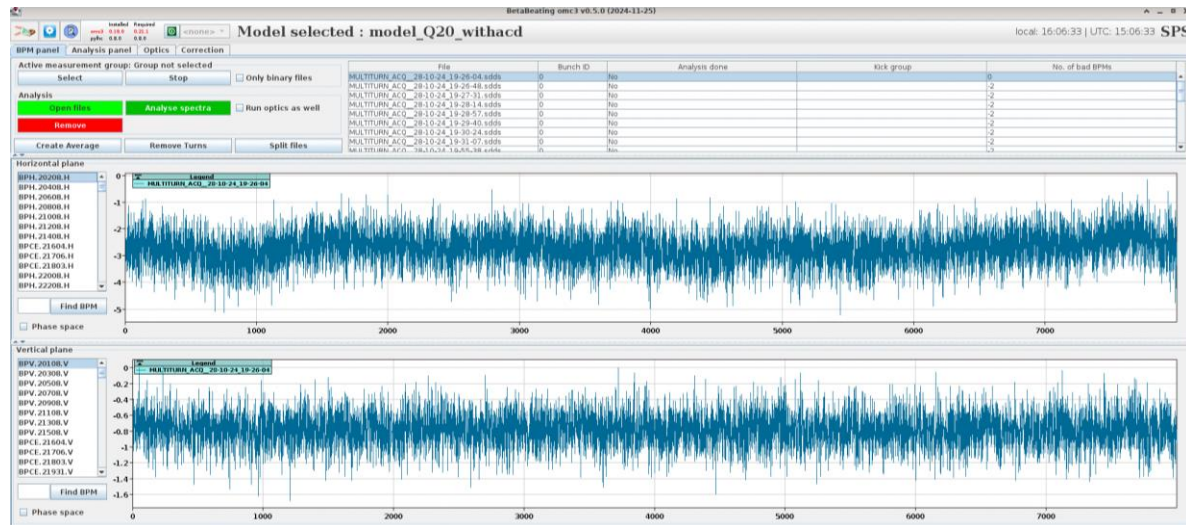 BetaBeating omc3 v0.5.0 (2024-11-25)
Installed Required
omc3
<none>
Model selected : model_Q20_withacd
local: 16:06:33 | UTC: 15:06:33 SPS
BPM panel Analysis panel Optics Correction
Active measurement group: Group not selected
Select Stop Only binary files
Analysis
Open files Analyse spectra Run optics as well
Remove
Create Average Remove Turns Split files
File Bunch ID Analysis done Kick group No. of bad BPMs
MULTITURN_ACQ__28-10-24_19-26-04.sdds 0 No 0
MULTITURN_ACQ__28-10-24_19-26-48.sdds 0 No -2
MULTITURN_ACQ__28-10-24_19-27-31.sdds 0 No -2
MULTITURN_ACQ__28-10-24_19-28-14.sdds 0 No -2
MULTITURN_ACQ__28-10-24_19-28-57.sdds 0 No -2
MULTITURN_ACQ__28-10-24_19-29-40.sdds 0 No -2
MULTITURN_ACQ__28-10-24_19-30-24.sdds 0 No -2
MULTITURN_ACQ__28-10-24_19-31-07.sdds 0 No -2
MULTITURN_ACQ__28-10-24_19-55-38.sdds 0 No -2
Horizontal plane
BPH.20208.H
BPH.20408.H
BPH.20608.H
BPH.20808.H
BPH.21008.H
BPH.21208.H
BPH.21408.H
BPCE.21604.H
BPCE.21706.H
BPCE.21803.H
BPH.22008.H
BPH.22208.H
Find BPM
Phase space
Legend
MULTITURN_ACQ__28-10-24_19-26-04
0
-1
-2
-3
-4
-5
0 1000 2000 3000 4000 5000 6000 7000
Vertical plane
BPV.20108.V
BPV.20308.V
BPV.20508.V
BPV.20708.V
BPV.20908.V
BPV.21108.V
BPV.21308.V
BPV.21508.V
BPCE.21604.V
BPCE.21706.V
BPCE.21803.V
BPCE.21931.V
Find BPM
Phase space
Legend
MULTITURN_ACQ__28-10-24_19-26-04
0
-0.2
-0.4
-0.6
-0.8
-1
-1.2
-1.4
-1.6
0 1000 2000 3000 4000 5000 6000 7000